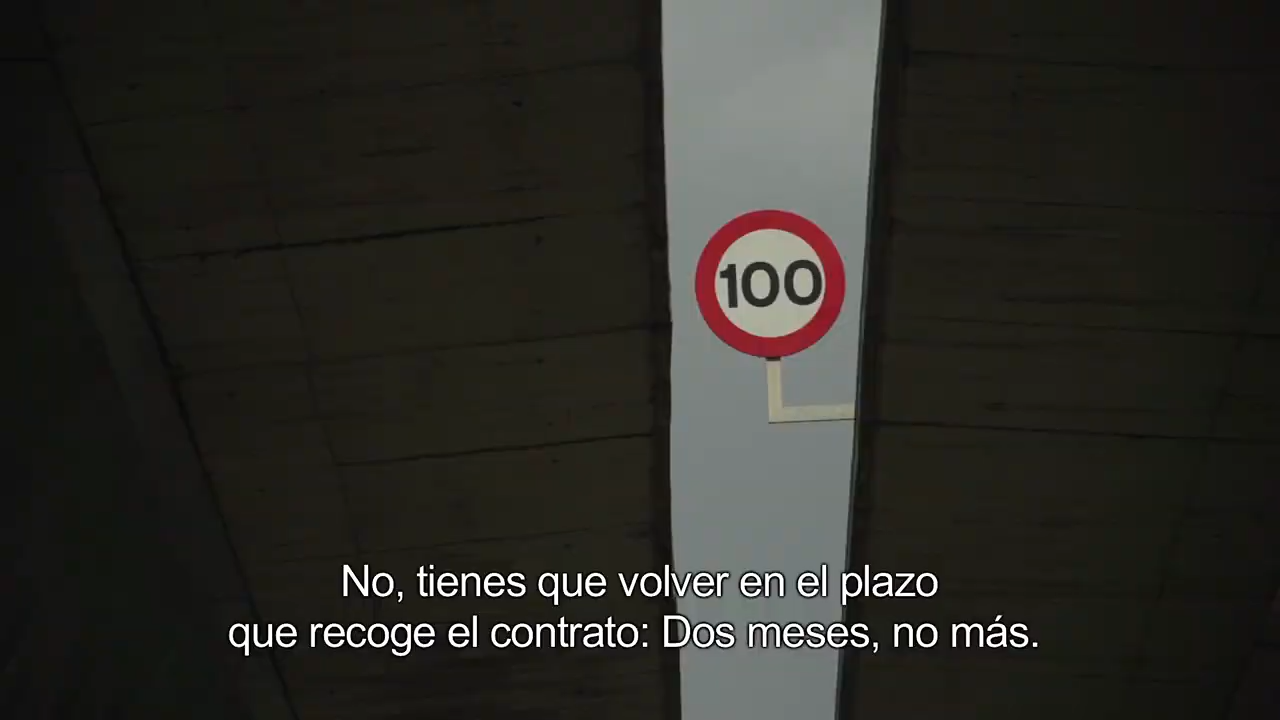 100
No, tienes que volver en el plazo
que recoge el contrato: Dos meses, no más.